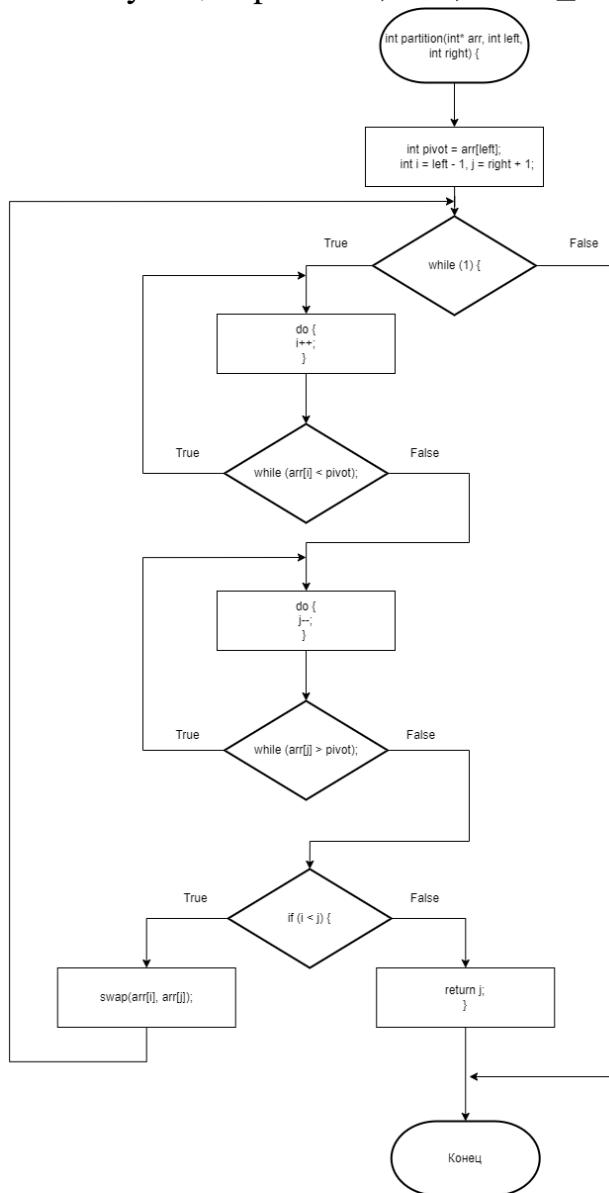 int partition(int* arr, int left,
int right) {
int pivot = arr[left];
int i = left - 1, j = right + 1;
True
False
while (1) {
do {
i++;
}
True
False
while (arr[i] < pivot);
do {
j--;
}
True
False
while (arr[j] > pivot);
True
False
if (i < j) {
swap(arr[i], arr[j]);
return j;
}
Конец